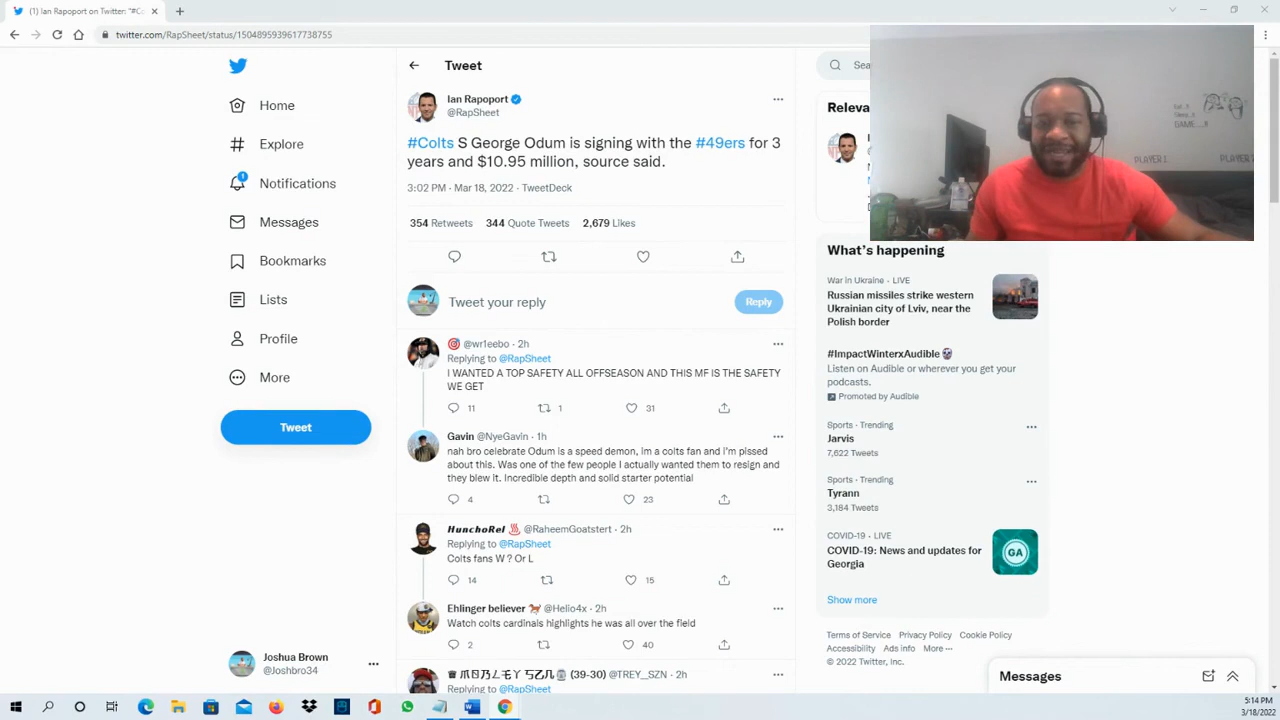 (1) Ian Rapoport on Twitter: "#C
twitter.com/RapSheet/status/1504895939617738755
Home
Explore
1
Notifications
Messages
Bookmarks
Lists
Profile
More
Tweet
Joshua Brown
@Joshbro34
Tweet
Ian Rapoport
@RapSheet
#Colts S George Odum is signing with the #49ers for 3
years and $10.95 million, source said.
3:02 PM · Mar 18, 2022 · TweetDeck
354 Retweets 344 Quote Tweets 2,679 Likes
Tweet your reply
Reply
@wr1eebo · 2h
Replying to @RapSheet
I WANTED A TOP SAFETY ALL OFFSEASON AND THIS MF IS THE SAFETY
WE GET
11 1 31
Gavin @NyeGavin · 1h
nah bro celebrate Odum is a speed demon, Im a colts fan and i'm pissed
about this. Was one of the few people I actually wanted them to resign and
they blew it. Incredible depth and solid starter potential
4 23
HunchoRel @RaheemGoatstert · 2h
Replying to @RapSheet
Colts fans W ? Or L
14 15
Ehlinger believer @Helio4x · 2h
Watch colts cardinals highlights he was all over the field
2 40
(39-30) @TREY__SZN · 2h
Replying to @RapSheet
Sea
Releva
PLAYER 1
What's happening
War in Ukraine · LIVE
Russian missiles strike western
Ukrainian city of Lviv, near the
Polish border
#ImpactWinterxAudible
Listen on Audible or wherever you get your
podcasts.
Promoted by Audible
Sports · Trending
Jarvis
7,622 Tweets
Sports · Trending
Tyrann
3,184 Tweets
COVID-19 · LIVE
COVID-19: News and updates for
Georgia
GA
Show more
Terms of Service Privacy Policy Cookie Policy
Accessibility Ads info More
© 2022 Twitter, Inc.
Messages
5:14 PM
3/18/2022